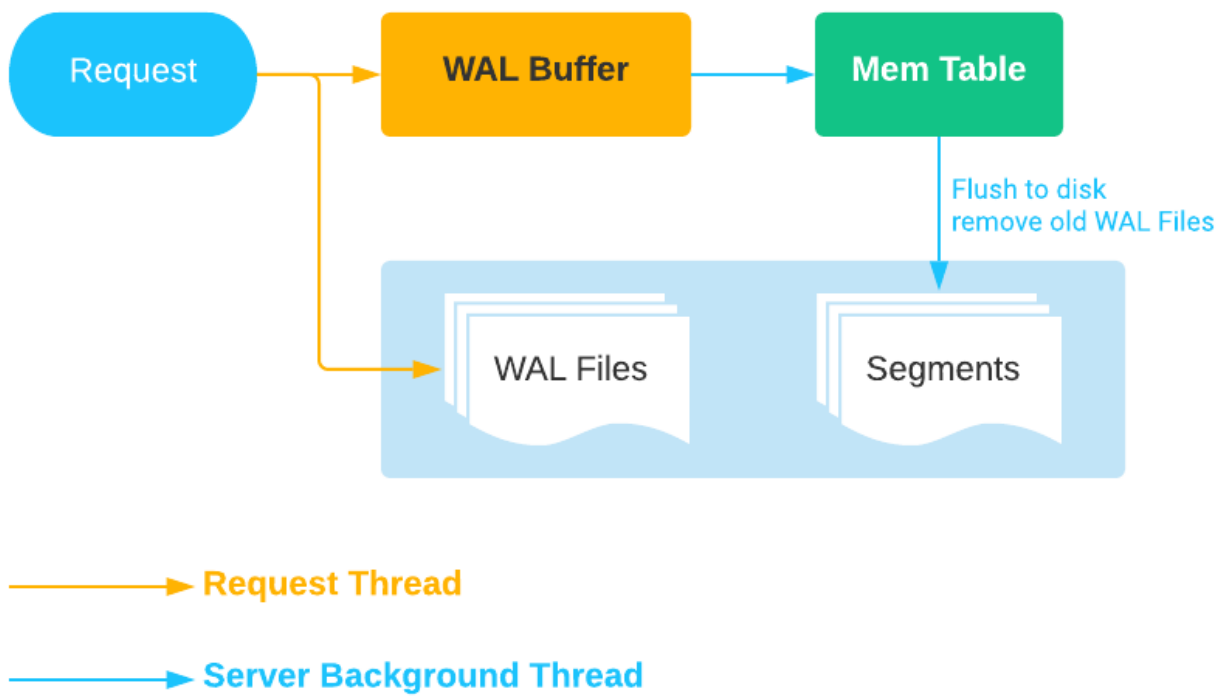 Request
WAL Buffer
Mem Table
Flush to disk
remove old WAL Files
WAL Files
Segments
Request Thread
Server Background Thread